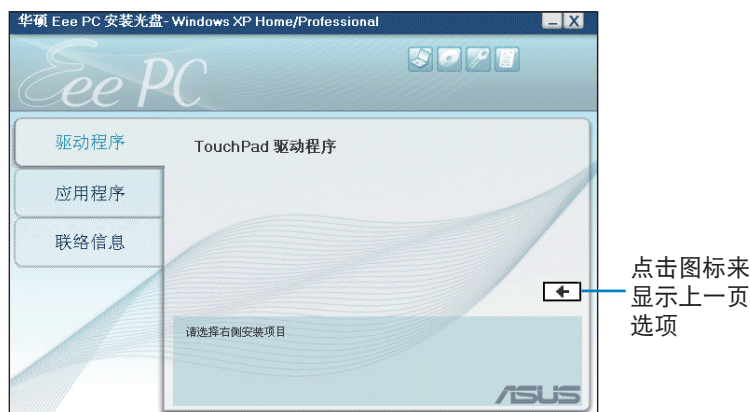 华硕 Eee PC 安装光盘- Windows XP Home/Professional
Eee PC
驱动程序
TouchPad 驱动程序
应用程序
联络信息
点击图标来
显示上一页
选项
请选择右侧安装项目
ASUS